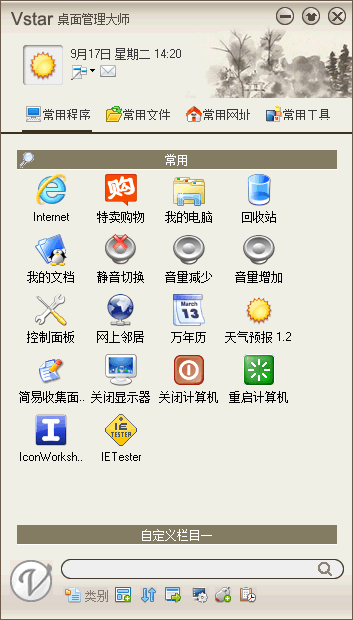 Vstar 桌面管理大师
9月17日 星期二 14:20
常用程序 常用文件 常用网址 常用工具
常用
购
Internet 特卖购物 我的电脑 回收站
我的文档 静音切换 音量减少 音量增加
March
13
控制面板 网上邻居 万年历 天气预报 1.2
简易收集面.. 关闭显示器 关闭计算机 重启计算机
I IE TESTER
IconWorksh.. IETester
自定义栏目一
V 类别